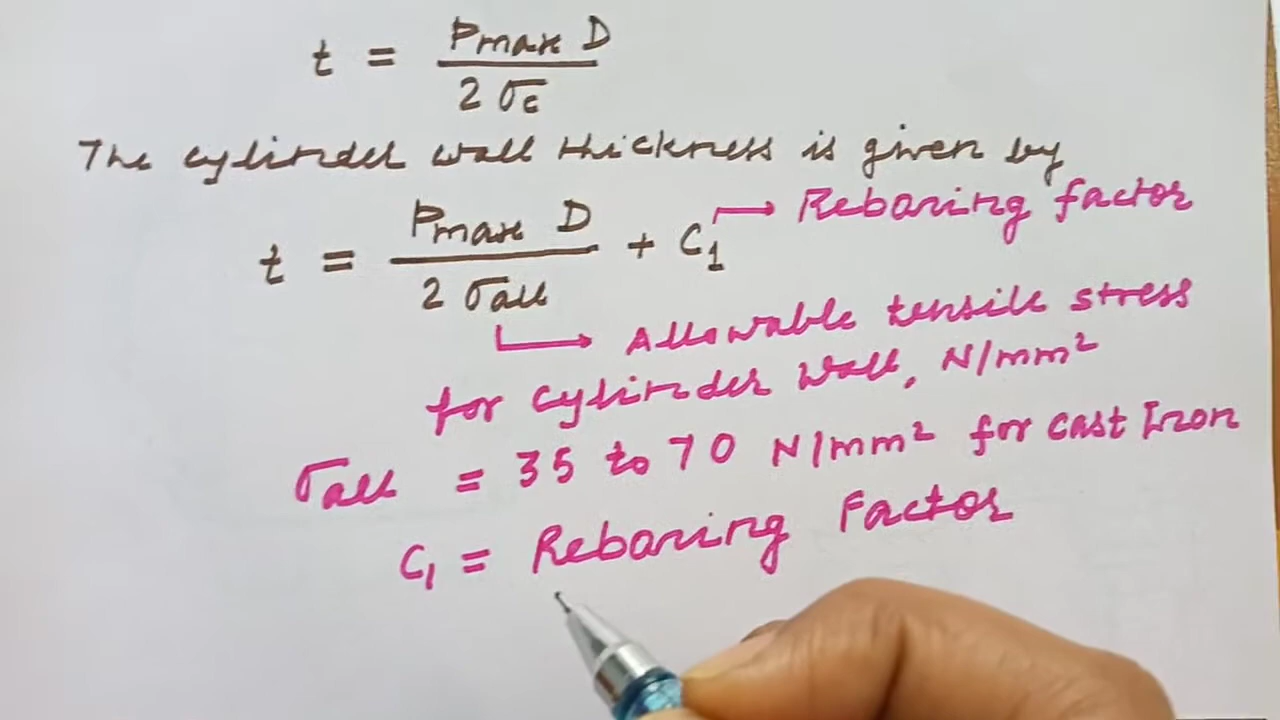 t = Pmax D / 2 σc
The cylinder wall thickness is given by
t = Pmax D / 2 σall + C1 → Reboring factor
→ Allowable tensile stress
for cylinder wall, N/mm²
σall = 35 to 70 N/mm² for cast Iron
C1 = Reboring Factor